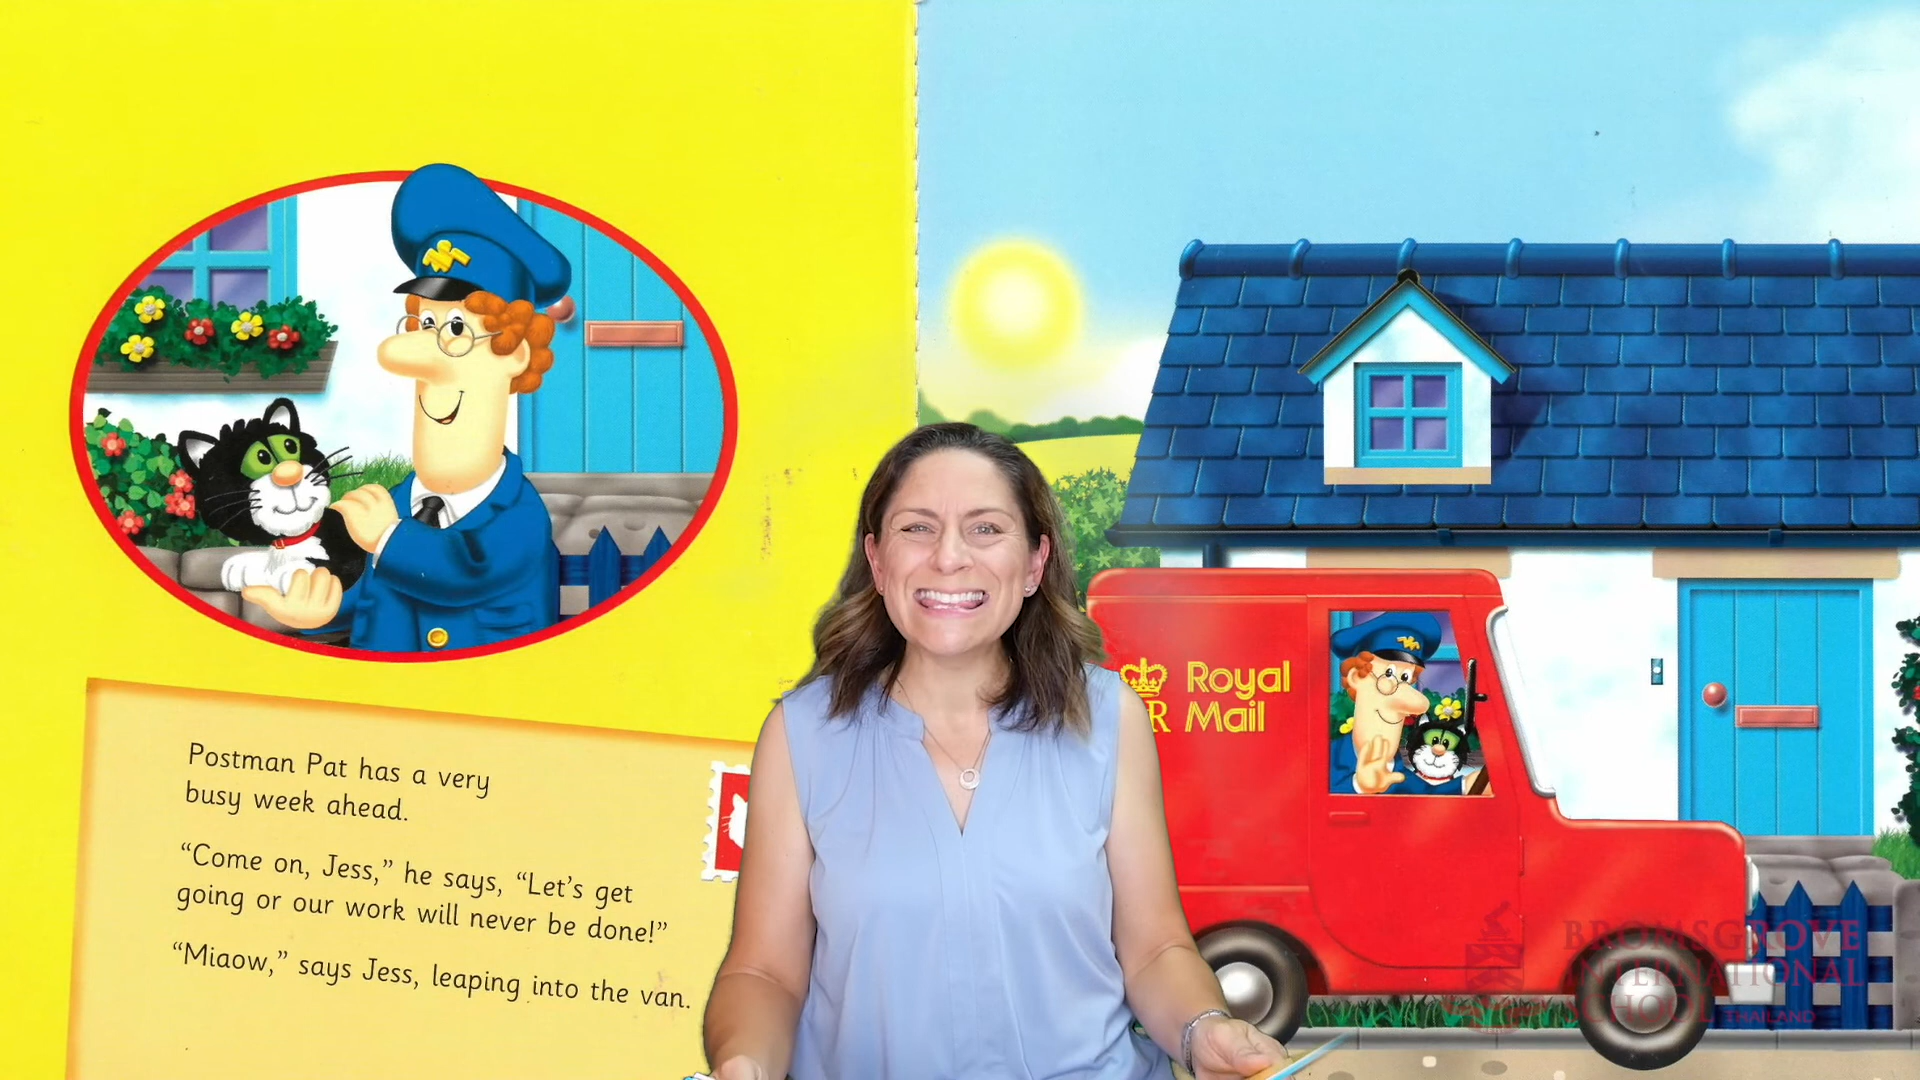 Postman Pat has a very
busy week ahead.
“Come on, Jess,” he says, “Let’s get
going or our work will never be done!”
“Miaow,” says Jess, leaping into the van.
Royal
R Mail
BROMSGROVE
INTERNATIONAL
SCHOOL THAILAND